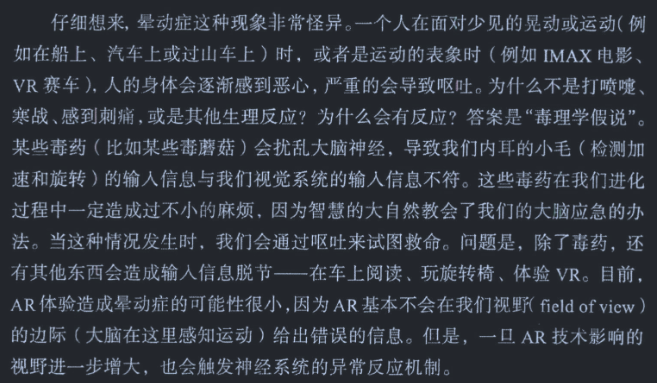 仔细想来,晕动症这种现象非常怪异。一个人在面对少见的晃动或运动(例
如在船上、汽车上或过山车上)时,或者是运动的表象时(例如 IMAX 电影、
VR 赛车),人的身体会逐渐感到恶心,严重的会导致呕吐。为什么不是打喷嚏、
寒战、感到刺痛,或是其他生理反应?为什么会有反应?答案是“毒理学假说”。
某些毒药(比如某些毒蘑菇)会扰乱大脑神经,导致我们内耳的小毛(检测加
速和旋转)的输入信息与我们视觉系统的输入信息不符。这些毒药在我们进化
过程中一定造成过不小的麻烦,因为智慧的大自然教会了我们的大脑应急的办
法。当这种情况发生时,我们会通过呕吐来试图救命。问题是,除了毒药,还
有其他东西会造成输入信息脱节——在车上阅读、玩旋转椅、体验 VR。目前,
AR 体验造成晕动症的可能性很小,因为 AR 基本不会在我们视野(field of view)
的边际(大脑在这里感知运动)给出错误的信息。但是,一旦 AR 技术影响的
视野进一步增大,也会触发神经系统的异常反应机制。